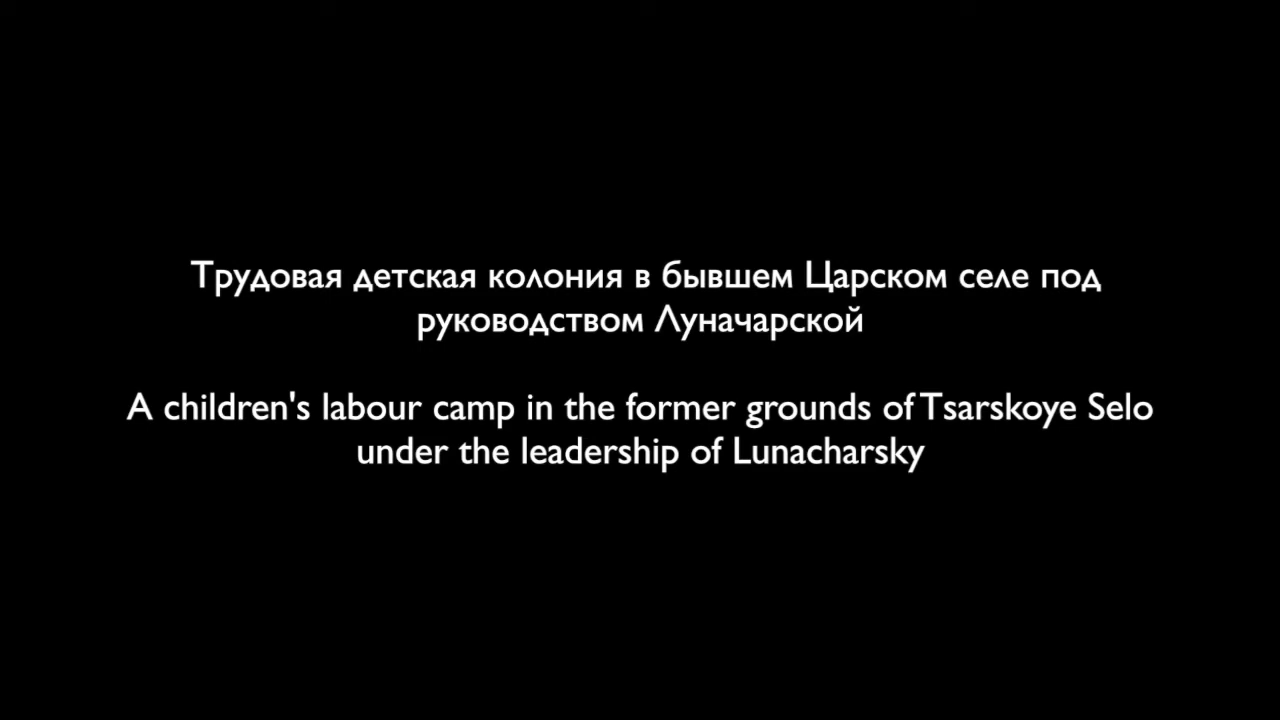 Трудовая детская колония в бывшем Царском селе под
руководством Луначарской
A children's labour camp in the former grounds of Tsarskoye Selo
under the leadership of Lunacharsky